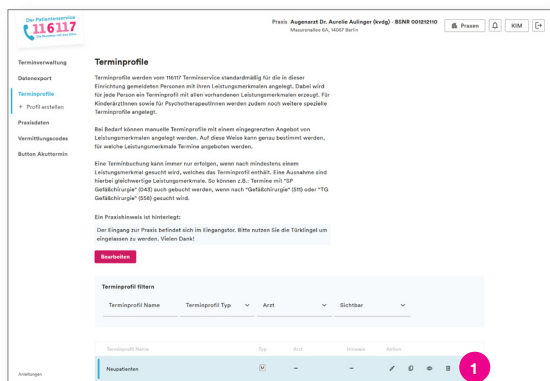 Der Patientenservice
116117
Praxis Augenarzt Dr. Aurelie Aulinger (kvdg) - BSNR 001212110
Masurenallee 6A, 14057 Berlin
Praxen
KIM
Terminverwaltung
Datenexport
Terminprofile
+ Profil erstellen
Praxisdaten
Vermittlungscodes
Button Akuttermin
Anleitungen
Terminprofile
Terminprofile werden vom 116117 Terminservice standardmäßig für die in dieser
Einrichtung gemeldeten Personen mit ihren Leistungsmerkmalen angelegt. Dabei wird
für jede Person ein Terminprofil mit allen vorhandenen Leistungsmerkmalen erzeugt. Für
KinderärztInnen sowie für PsychotherapeutInnen werden zudem noch weitere spezielle
Terminprofile angelegt.
Bei Bedarf können manuelle Terminprofile mit einem eingegrenzten Angebot von
Leistungsmerkmalen angelegt werden. Auf diese Weise kann genau bestimmt werden,
für welche Leistungsmerkmale Termine angeboten werden.
Eine Terminbuchung kann immer nur erfolgen, wenn nach mindestens einem
Leistungsmerkmal gesucht wird, welches das Terminprofil enthält. Eine Ausnahme sind
hierbei gleichwertige Leistungsmerkmale. So können z.B.: Termine mit "SP
Gefäßchirurgie" (043) auch gebucht werden, wenn nach "Gefäßchirurgie" (511) oder "TG
Gefäßchirurgie" (558) gesucht wird.
Ein Praxishinweis ist hinterlegt:
Der Eingang zur Praxis befindet sich im Eingangstor. Bitte nutzen Sie die Türklingel um
eingelassen zu werden. Vielen Dank!
Bearbeiten
Terminprofil filtern
Terminprofil Name Terminprofil Typ Arzt Sichtbar
Terminprofil Name Typ Arzt Hinweis Aktion
Neupatienten M – –
1